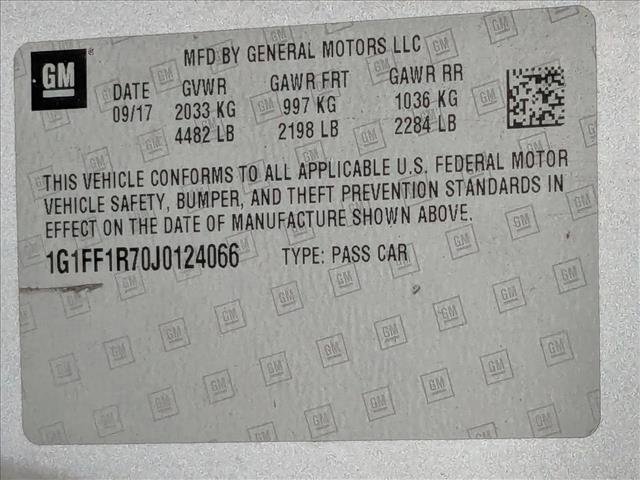 GM
MFD BY GENERAL MOTORS LLC
DATE GVWR GAWR FRT GAWR RR
09/17 2033 KG 997 KG 1036 KG
4482 LB 2198 LB 2284 LB
THIS VEHICLE CONFORMS TO ALL APPLICABLE U.S. FEDERAL MOTOR
VEHICLE SAFETY, BUMPER, AND THEFT PREVENTION STANDARDS IN
EFFECT ON THE DATE OF MANUFACTURE SHOWN ABOVE.
1G1FF1R70J0124066 TYPE: PASS CAR